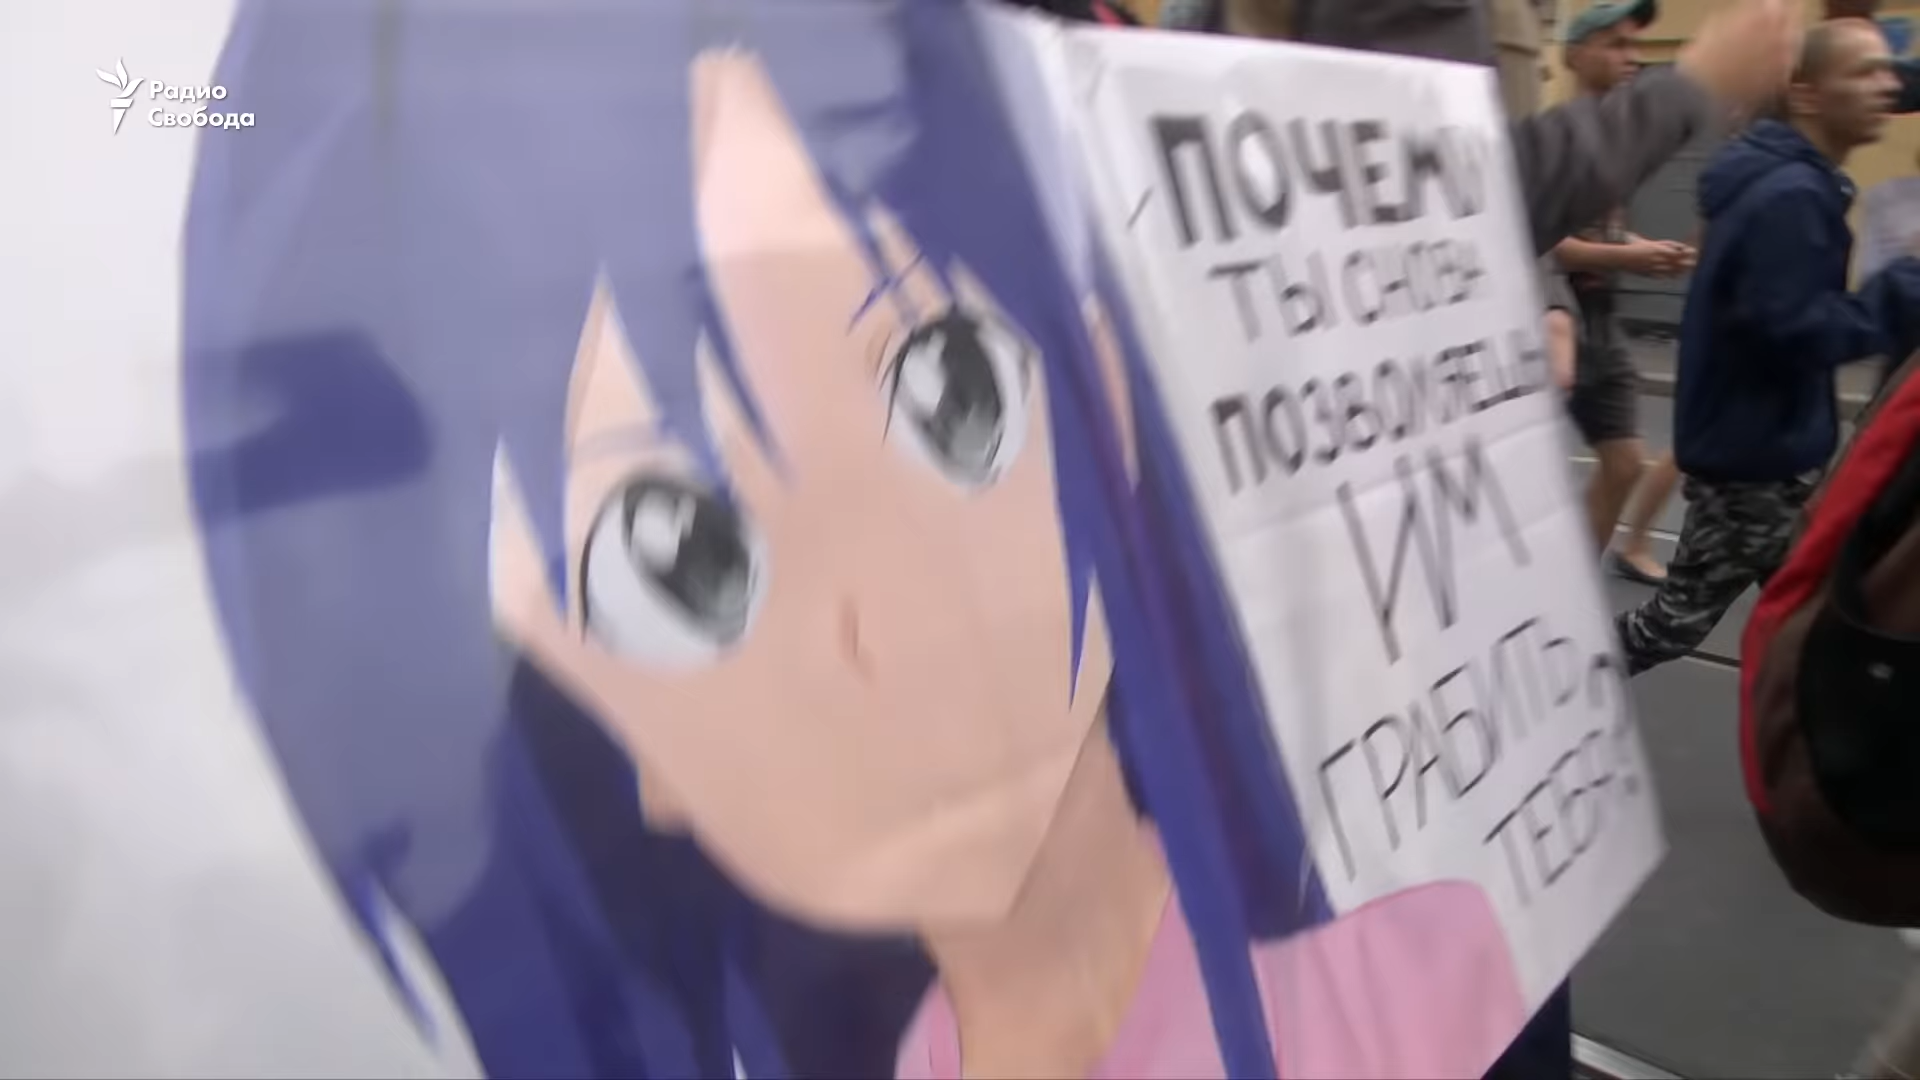 Радио
Свобода
ПОЧЕМУ
ТЫ СНОВА
ПОЗВОЛЯЕШЬ
ИМ
ГРАБИТЬ
ТЕБЯ?